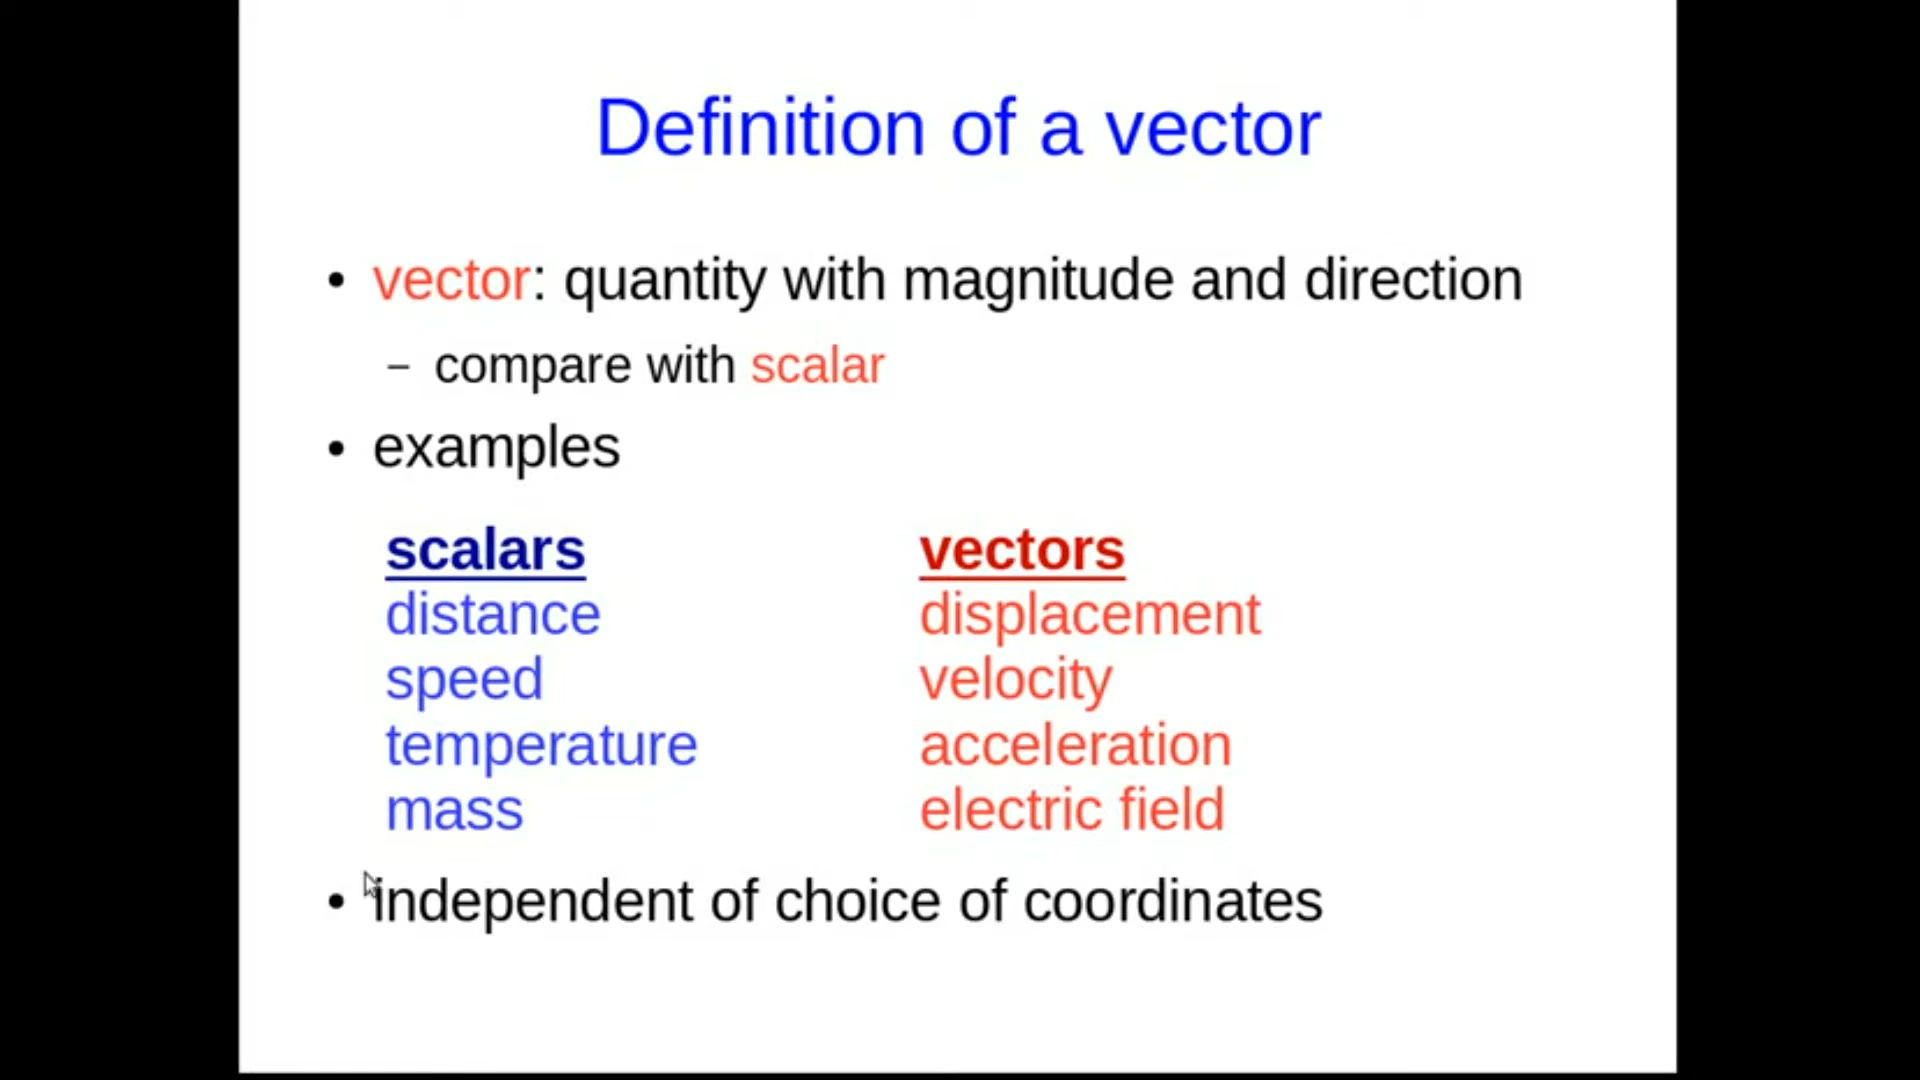 Definition of a vector
• vector: quantity with magnitude and direction
– compare with scalar
• examples
scalars vectors
distance displacement
speed velocity
temperature acceleration
mass electric field
• independent of choice of coordinates